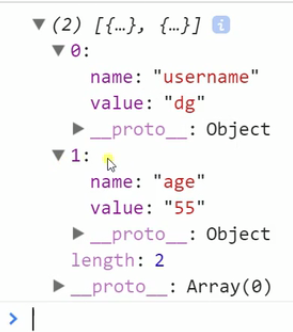 ▼ (2) [{…}, {…}] i
▼ 0:
name: "username"
value: "dg"
▶ __proto__: Object
▼ 1:
name: "age"
value: "55"
▶ __proto__: Object
length: 2
▶ __proto__: Array(0)
>